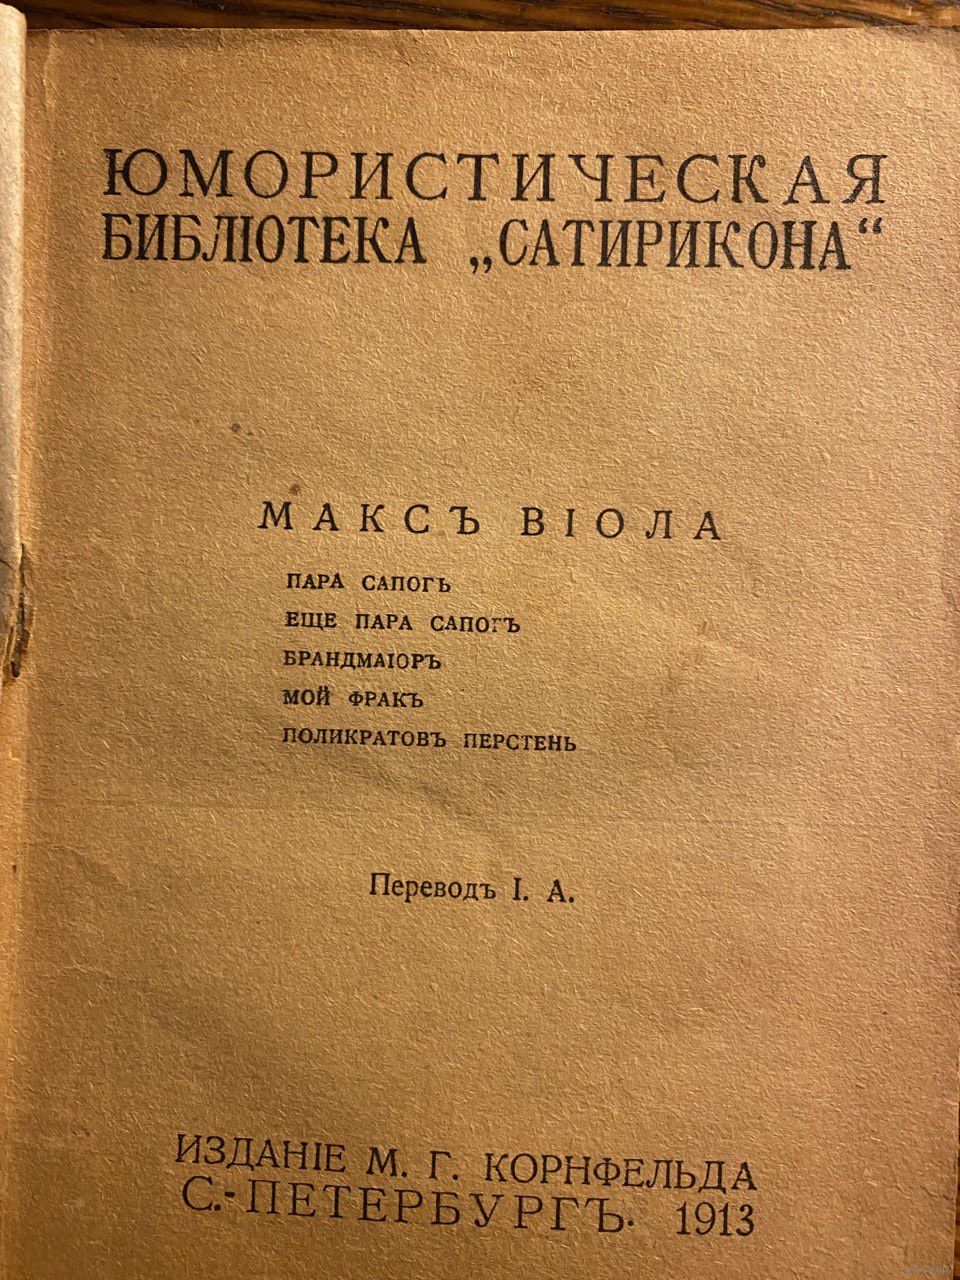 ЮМОРИСТИЧЕСКАЯ
БИБЛІОТЕКА „САТИРИКОНА“
МАКСЪ ВІОЛА
ПАРА САПОГЪ
ЕЩЕ ПАРА САПОГЪ
БРАНДМАІОРЪ
МОЙ ФРАКЪ
ПОЛИКРАТОВЪ ПЕРСТЕНЬ
Переводъ І. А.
ИЗДАНІЕ М. Г. КОРНФЕЛЬДА
С.-ПЕТЕРБУРГЪ. 1913